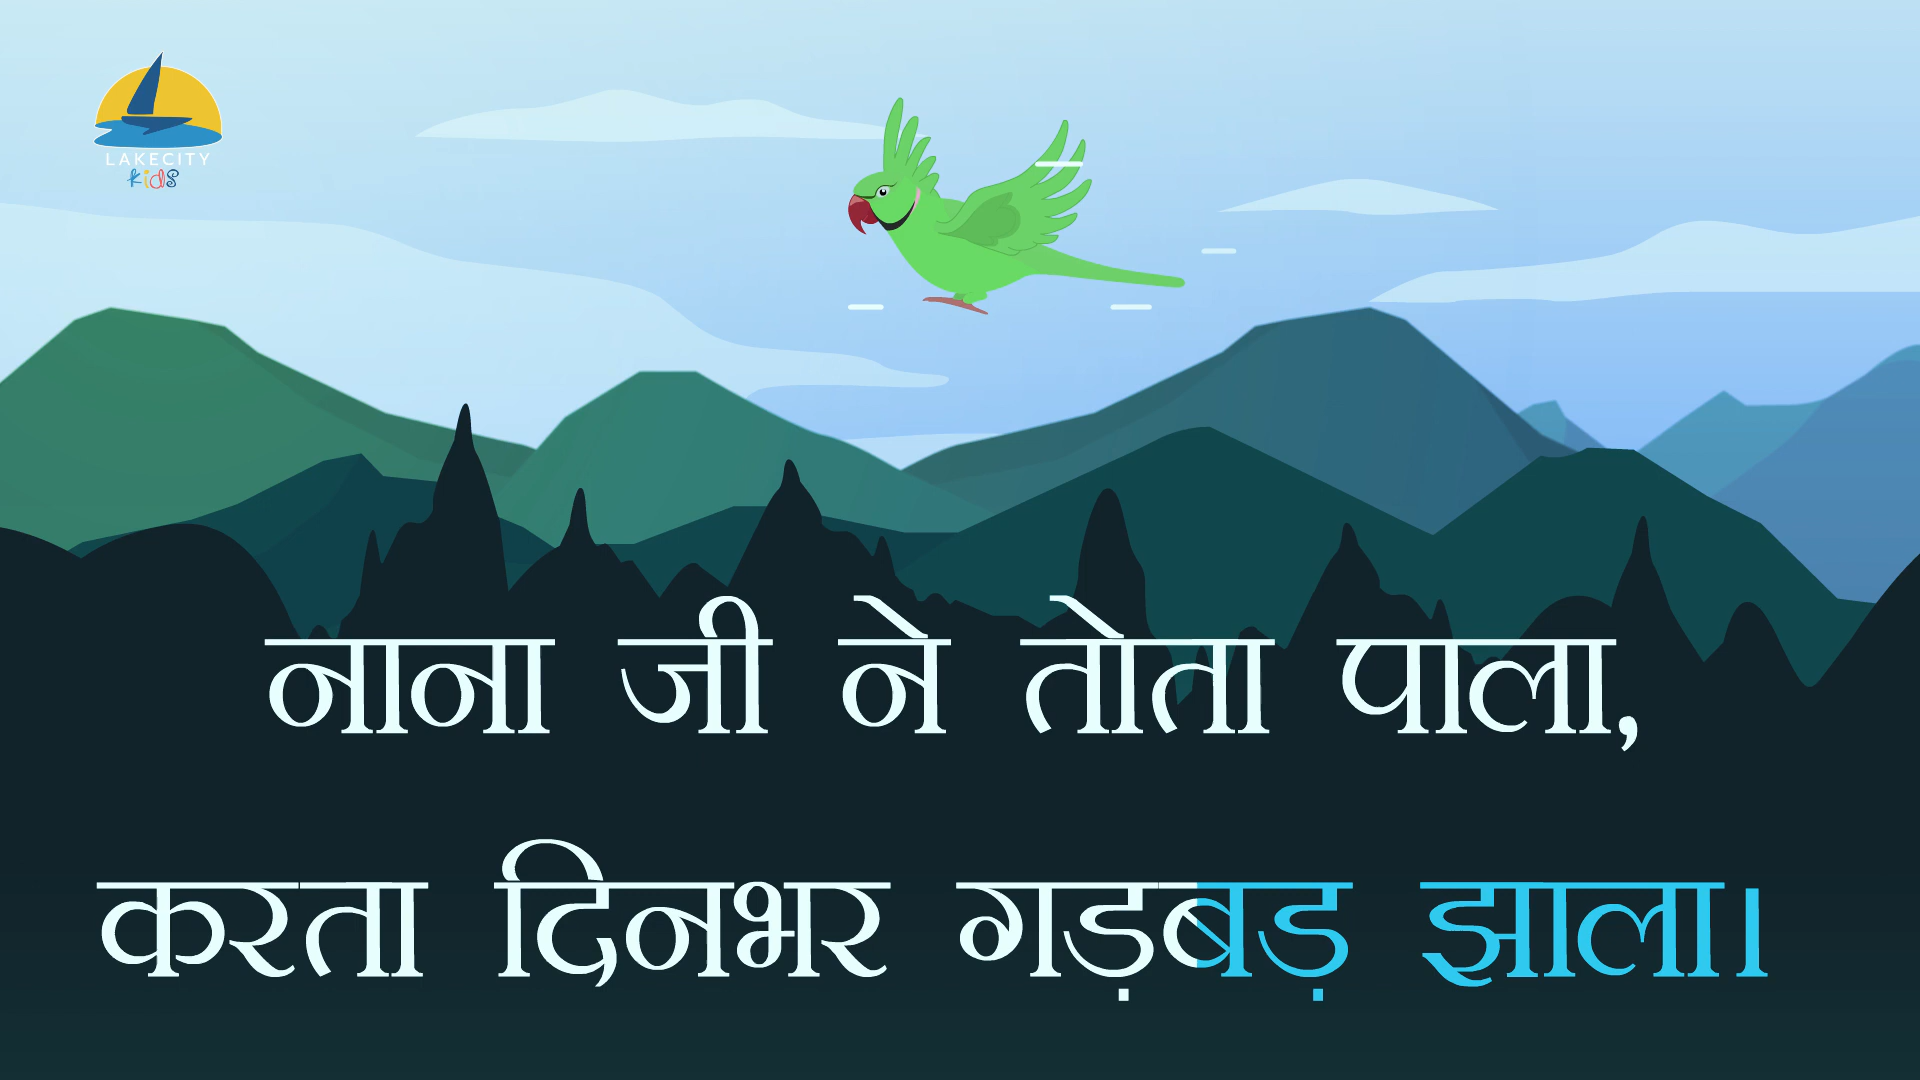 LAKECITY
kids
नाना जी ने तोता पाला,
करता दिनभर गड़बड़ झाला।